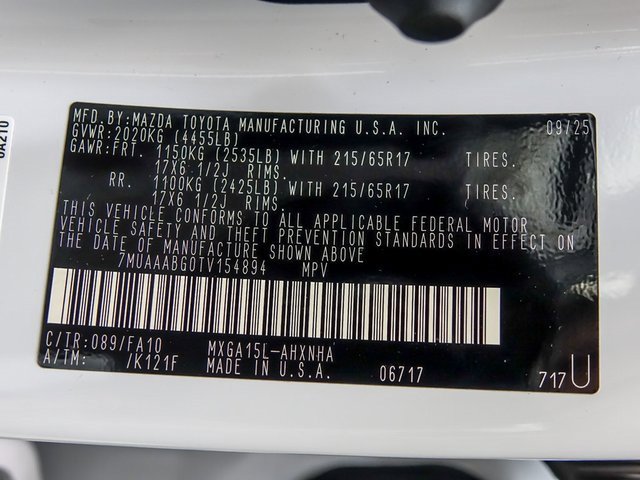 MFD.BY:MAZDA TOYOTA MANUFACTURING U.S.A. INC. 09/25
GVWR:2020KG (4455LB)
GAWR:FRT. 1150KG (2535LB) WITH 215/65R17 TIRES.
17X6 1/2J RIMS.
RR. 1100KG (2425LB) WITH 215/65R17 TIRES.
17X6 1/2J RIMS.
THIS VEHICLE CONFORMS TO ALL APPLICABLE FEDERAL MOTOR
VEHICLE SAFETY AND THEFT PREVENTION STANDARDS IN EFFECT ON
THE DATE OF MANUFACTURE SHOWN ABOVE
7MUAAABG0TV154894 MPV
C/TR:089/FA10 MXGA15L-AHXNHA
A/TM: /K121F MADE IN U.S.A. 06717 717U
0A210